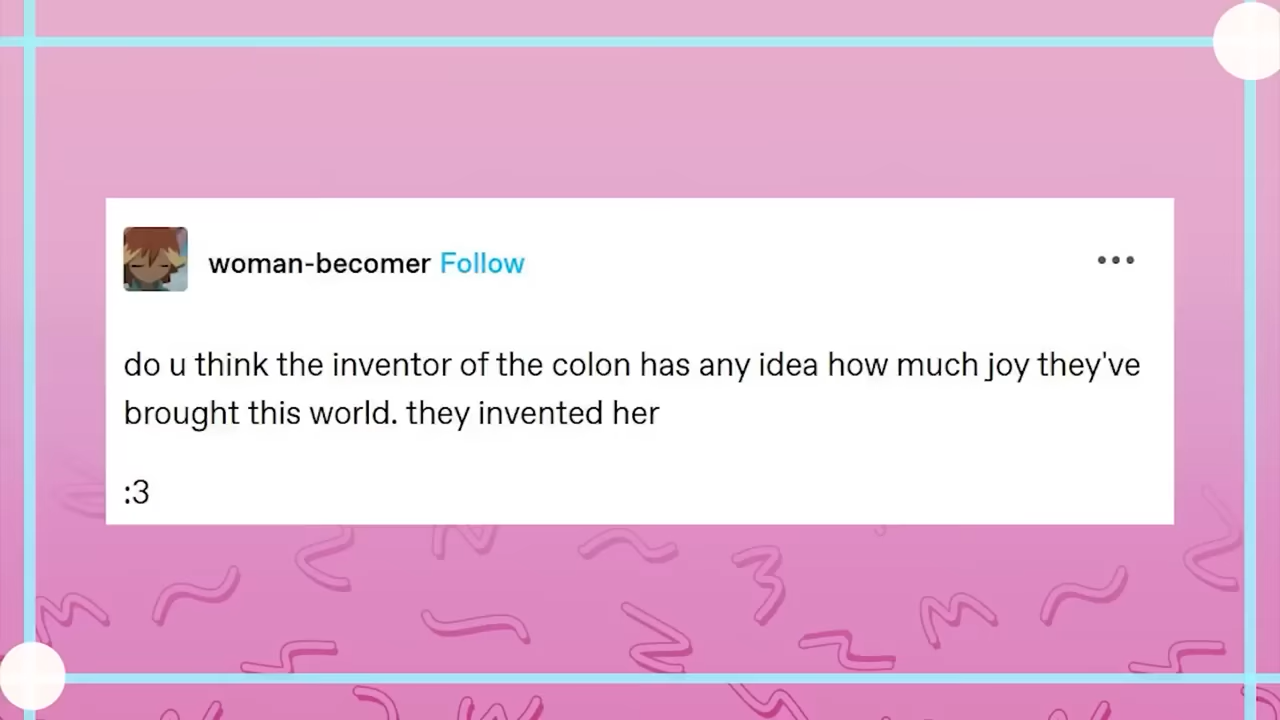 woman-becomer Follow
do u think the inventor of the colon has any idea how much joy they've
brought this world. they invented her
:3